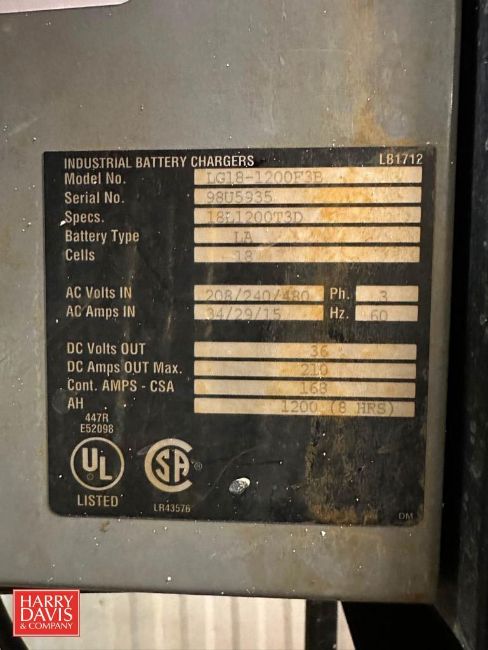 INDUSTRIAL BATTERY CHARGERS LB1712
Model No. LG18-1200F3B
Serial No. 98U5935
Specs. 18L1200T3D
Battery Type LA
Cells 18
AC Volts IN 208/240/480 Ph. 3
AC Amps IN 34/29/15 Hz. 60
DC Volts OUT 36
DC Amps OUT Max. 210
Cont. AMPS - CSA 168
AH 1200 (8 HRS)
447R
E52098
UL
LISTED
SA
®
LR43576
DM
HARRY
DAVIS
& COMPANY